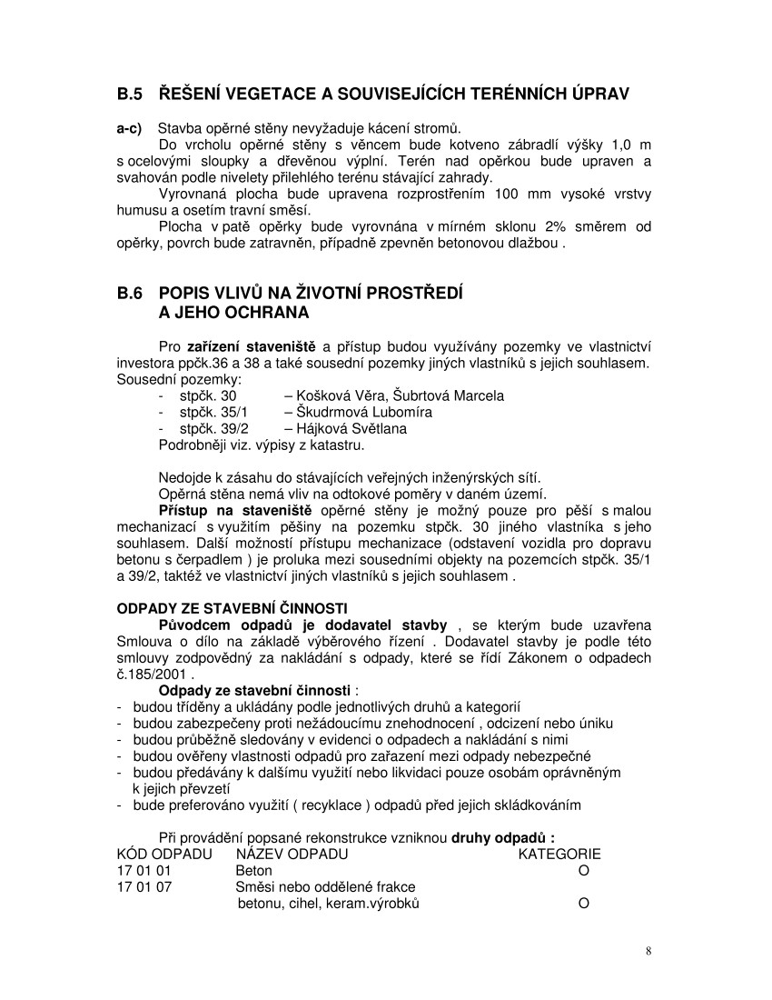 B.5 ŘEŠENÍ VEGETACE A SOUVISEJÍCÍCH TERÉNNÍCH ÚPRAV
a-c) Stavba opěrné stěny nevyžaduje kácení stromů.
Do vrcholu opěrné stěny s věncem bude kotveno zábradlí výšky 1,0 m
s ocelovými sloupky a dřevěnou výplní. Terén nad opěrkou bude upraven a
svahován podle nivelety přilehlého terénu stávající zahrady.
Vyrovnaná plocha bude upravena rozprostřením 100 mm vysoké vrstvy
humusu a osetím travní směsí.
Plocha v patě opěrky bude vyrovnána v mírném sklonu 2% směrem od
opěrky, povrch bude zatravněn, případně zpevněn betonovou dlažbou .
B.6 POPIS VLIVŮ NA ŽIVOTNÍ PROSTŘEDÍ
A JEHO OCHRANA
Pro zařízení staveniště a přístup budou využívány pozemky ve vlastnictví
investora ppčk.36 a 38 a také sousední pozemky jiných vlastníků s jejich souhlasem.
Sousední pozemky:
- stpčk. 30 – Košková Věra, Šubrtová Marcela
- stpčk. 35/1 – Škudrmová Lubomíra
- stpčk. 39/2 – Hájková Světlana
Podrobněji viz. výpisy z katastru.
Nedojde k zásahu do stávajících veřejných inženýrských sítí.
Opěrná stěna nemá vliv na odtokové poměry v daném území.
Přístup na staveniště opěrné stěny je možný pouze pro pěší s malou
mechanizací s využitím pěšiny na pozemku stpčk. 30 jiného vlastníka s jeho
souhlasem. Další možností přístupu mechanizace (odstavení vozidla pro dopravu
betonu s čerpadlem ) je proluka mezi sousedními objekty na pozemcích stpčk. 35/1
a 39/2, taktéž ve vlastnictví jiných vlastníků s jejich souhlasem .
ODPADY ZE STAVEBNÍ ČINNOSTI
Původcem odpadů je dodavatel stavby , se kterým bude uzavřena
Smlouva o dílo na základě výběrového řízení . Dodavatel stavby je podle této
smlouvy zodpovědný za nakládání s odpady, které se řídí Zákonem o odpadech
č.185/2001 .
Odpady ze stavební činnosti :
- budou tříděny a ukládány podle jednotlivých druhů a kategorií
- budou zabezpečeny proti nežádoucímu znehodnocení , odcizení nebo úniku
- budou průběžně sledovány v evidenci o odpadech a nakládání s nimi
- budou ověřeny vlastnosti odpadů pro zařazení mezi odpady nebezpečné
- budou předávány k dalšímu využití nebo likvidaci pouze osobám oprávněným
k jejich převzetí
- bude preferováno využití ( recyklace ) odpadů před jejich skládkováním
Při provádění popsané rekonstrukce vzniknou druhy odpadů :
KÓD ODPADU NÁZEV ODPADU KATEGORIE
17 01 01 Beton O
17 01 07 Směsi nebo oddělené frakce
betonu, cihel, keram.výrobků O
8